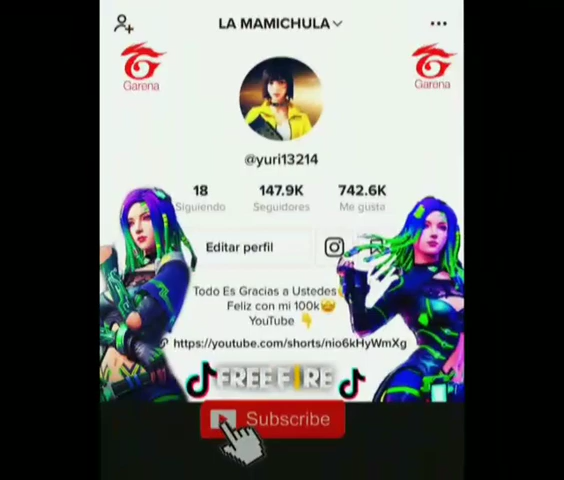 LA MAMICHULA
Garena
Garena
@yuri13214
18 147.9K 742.6K
Siguiendo Seguidores Me gusta
Editar perfil
Todo Es Gracias a Ustedes
Feliz con mi 100k🤩
YouTube 👇
https://youtube.com/shorts/nio6kHyWmXg
FREE FIRE
Subscribe